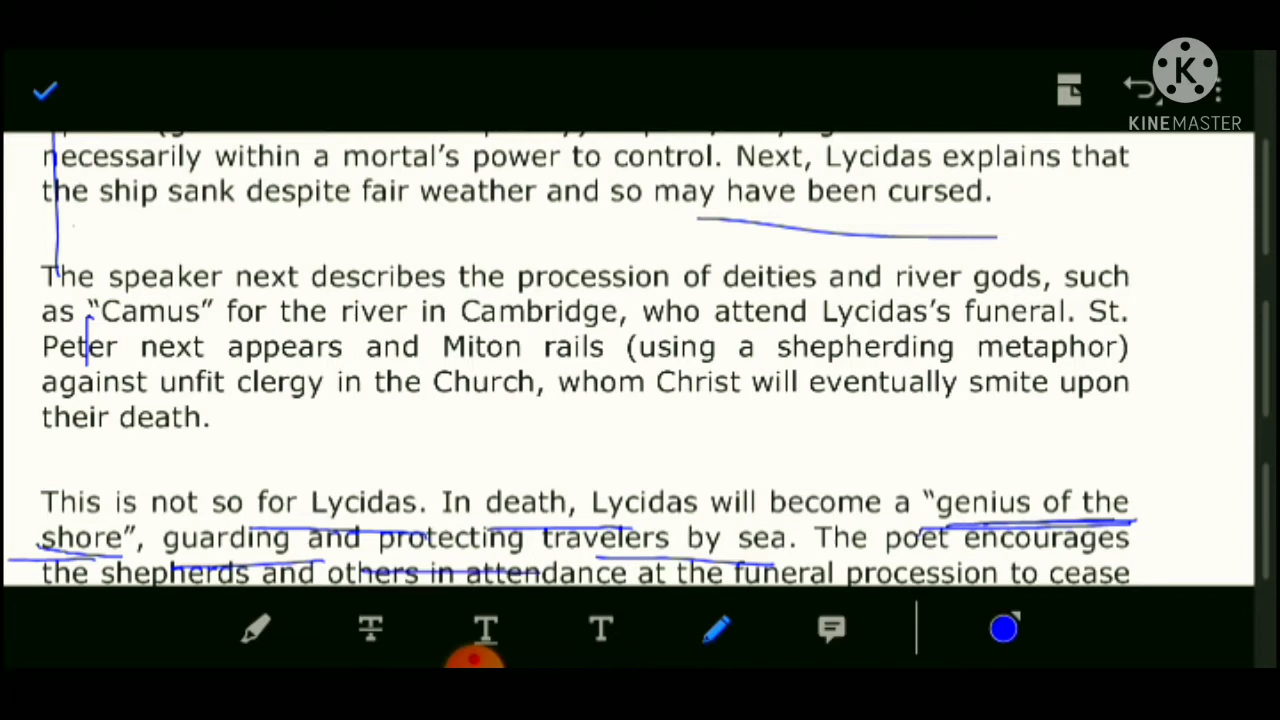 necessarily within a mortal's power to control. Next, Lycidas explains that
the ship sank despite fair weather and so may have been cursed.
The speaker next describes the procession of deities and river gods, such
as “Camus” for the river in Cambridge, who attend Lycidas's funeral. St.
Peter next appears and Miton rails (using a shepherding metaphor)
against unfit clergy in the Church, whom Christ will eventually smite upon
their death.
This is not so for Lycidas. In death, Lycidas will become a “genius of the
shore”, guarding and protecting travelers by sea. The poet encourages
the shepherds and others in attendance at the funeral procession to cease
K
KINEMASTER
T
T
T